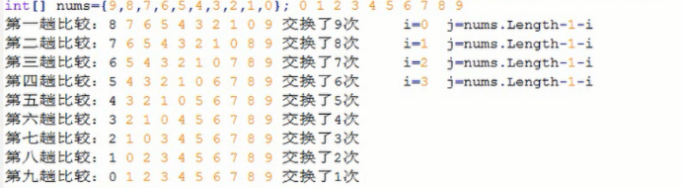 int[] nums={9,8,7,6,5,4,3,2,1,0}; 0 1 2 3 4 5 6 7 8 9
第一趟比较：8 7 6 5 4 3 2 1 0 9 交换了9次 i=0 j=nums.Length-1-i
第二趟比较：7 6 5 4 3 2 1 0 8 9 交换了8次 i=1 j=nums.Length-1-i
第三趟比较：6 5 4 3 2 1 0 7 8 9 交换了7次 i=2 j=nums.Length-1-i
第四趟比较：5 4 3 2 1 0 6 7 8 9 交换了6次 i=3 j=nums.Length-1-i
第五趟比较：4 3 2 1 0 5 6 7 8 9 交换了5次
第六趟比较：3 2 1 0 4 5 6 7 8 9 交换了4次
第七趟比较：2 1 0 3 4 5 6 7 8 9 交换了3次
第八趟比较：1 0 2 3 4 5 6 7 8 9 交换了2次
第九趟比较：0 1 2 3 4 5 6 7 8 9 交换了1次